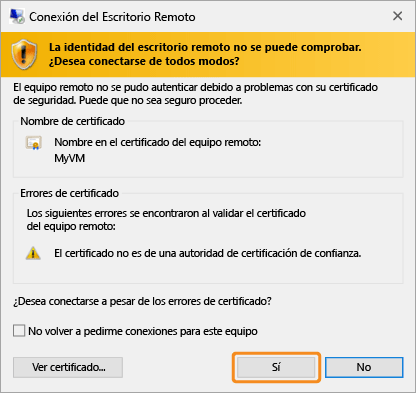 Conexión del Escritorio Remoto
La identidad del escritorio remoto no se puede comprobar.
¿Desea conectarse de todos modos?
El equipo remoto no se pudo autenticar debido a problemas con su certificado
de seguridad. Puede que no sea seguro proceder.
Nombre de certificado
Nombre en el certificado del equipo remoto:
MyVM
Errores de certificado
Los siguientes errores se encontraron al validar el certificado
del equipo remoto:
El certificado no es de una autoridad de certificación de confianza.
¿Desea conectarse a pesar de los errores de certificado?
No volver a pedirme conexiones para este equipo
Ver certificado... Sí No